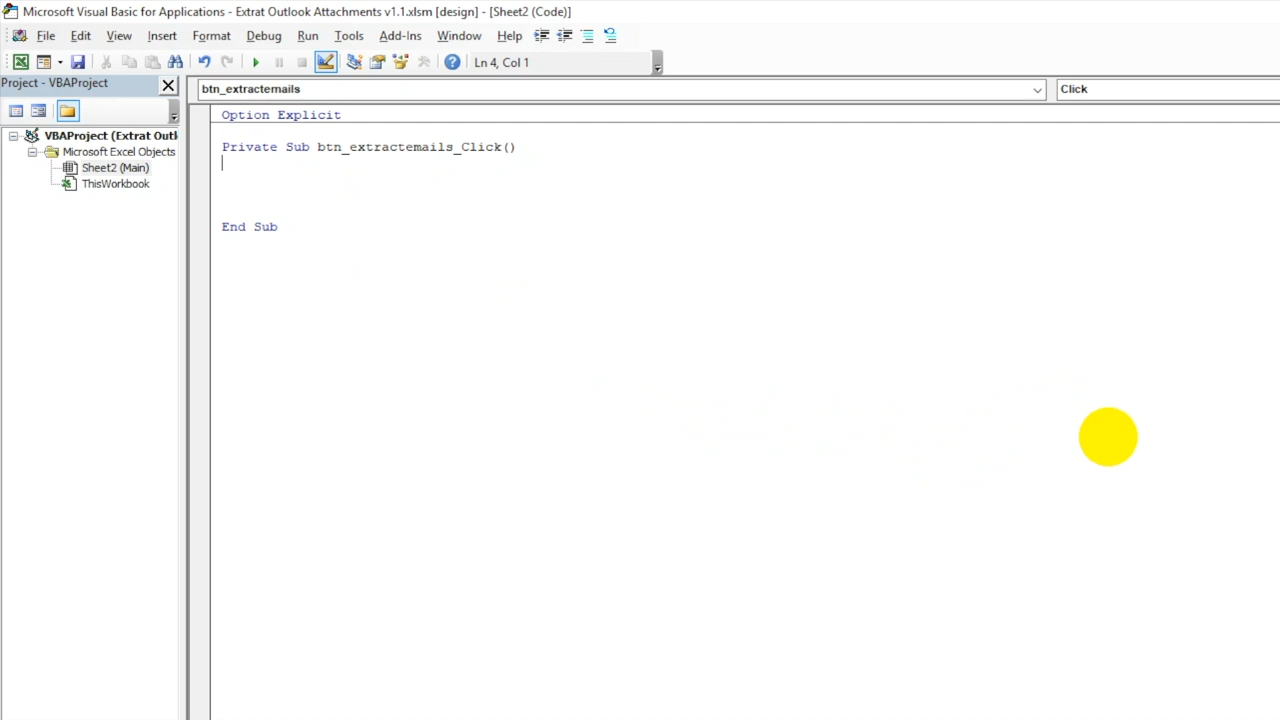 Microsoft Visual Basic for Applications - Extrat Outlook Attachments v1.1.xlsm [design] - [Sheet2 (Code)]
File Edit View Insert Format Debug Run Tools Add-Ins Window Help
Ln 4, Col 1
Project - VBAProject
btn_extractemails
Click
VBAProject (Extrat Outl
Microsoft Excel Objects
Sheet2 (Main)
ThisWorkbook
Option Explicit
Private Sub btn_extractemails_Click()
End Sub